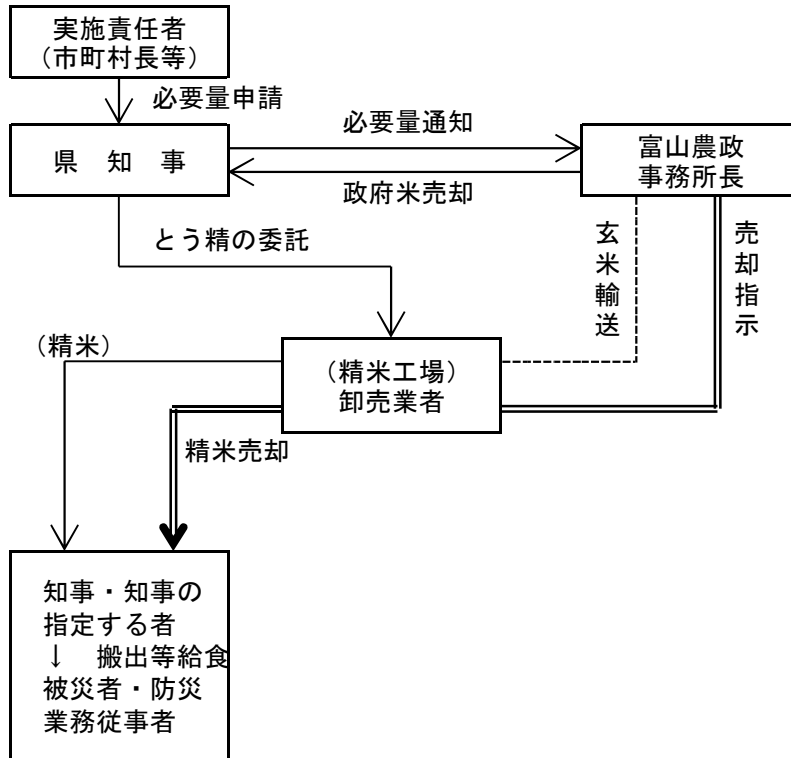 実施責任者
（市町村長等）
必要量申請
県　知　事
必要量通知
政府米売却
富山農政
事務所長
とう精の委託
玄米輸送
売却指示
（精米）
（精米工場）
卸売業者
精米売却
知事・知事の
指定する者
↓　搬出等給食
被災者・防災
業務従事者